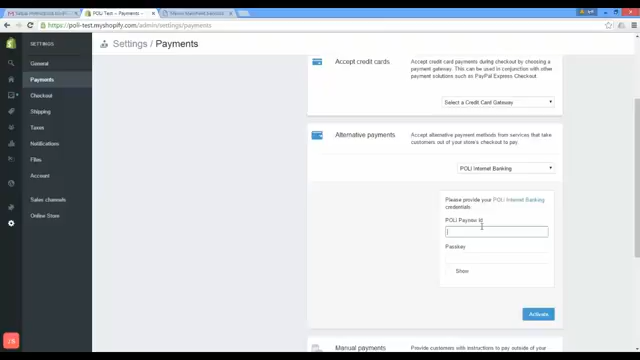 POLi Test ~ Payments ~
https://poli-test.myshopify.com/admin/settings/payments
SETTINGS
Settings / Payments
General
Payments
Checkout
Shipping
Taxes
Notifications
Files
Account
Sales channels
Online Store
Accept credit cards
Accept credit card payments during checkout by choosing a
payment gateway. This can be used in conjunction with other
payment solutions such as PayPal Express Checkout.
Select a Credit Card Gateway
Alternative payments
Accept alternative payment methods from services that take
customers out of your store's checkout to pay.
POLi Internet Banking
Please provide your POLi Internet Banking
credentials:
POLi Paynow Id
Passkey
Show
Activate
Manual payments
Provide customers with instructions to pay outside of your